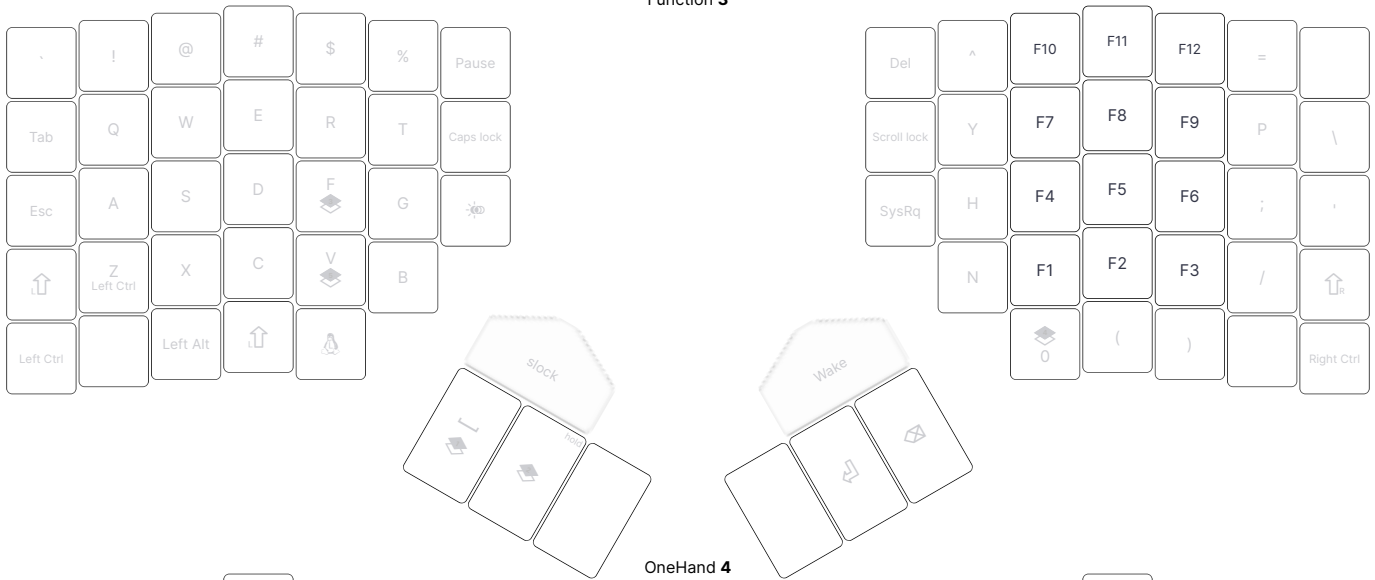 Function 3
` ! @ # $ % Pause
Del ^ F10 F11 F12 =
Tab Q W E R T Caps lock
Scroll lock Y F7 F8 F9 P \
Esc A S D F G
SysRq H F4 F5 F6 ; '
L Z X C V B
Left Ctrl
N F1 F2 F3 / R
Left Ctrl Left Alt L
0 ( ) Right Ctrl
slock
Wake
[
hold
OneHand 4